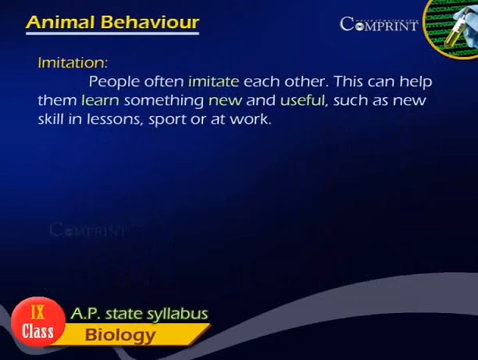 Animal Behaviour
COMPRINT
Imitation:
People often imitate each other. This can help
them learn something new and useful, such as new
skill in lessons, sport or at work.
COMPRINT
IX
Class
A.P. state syllabus
Biology